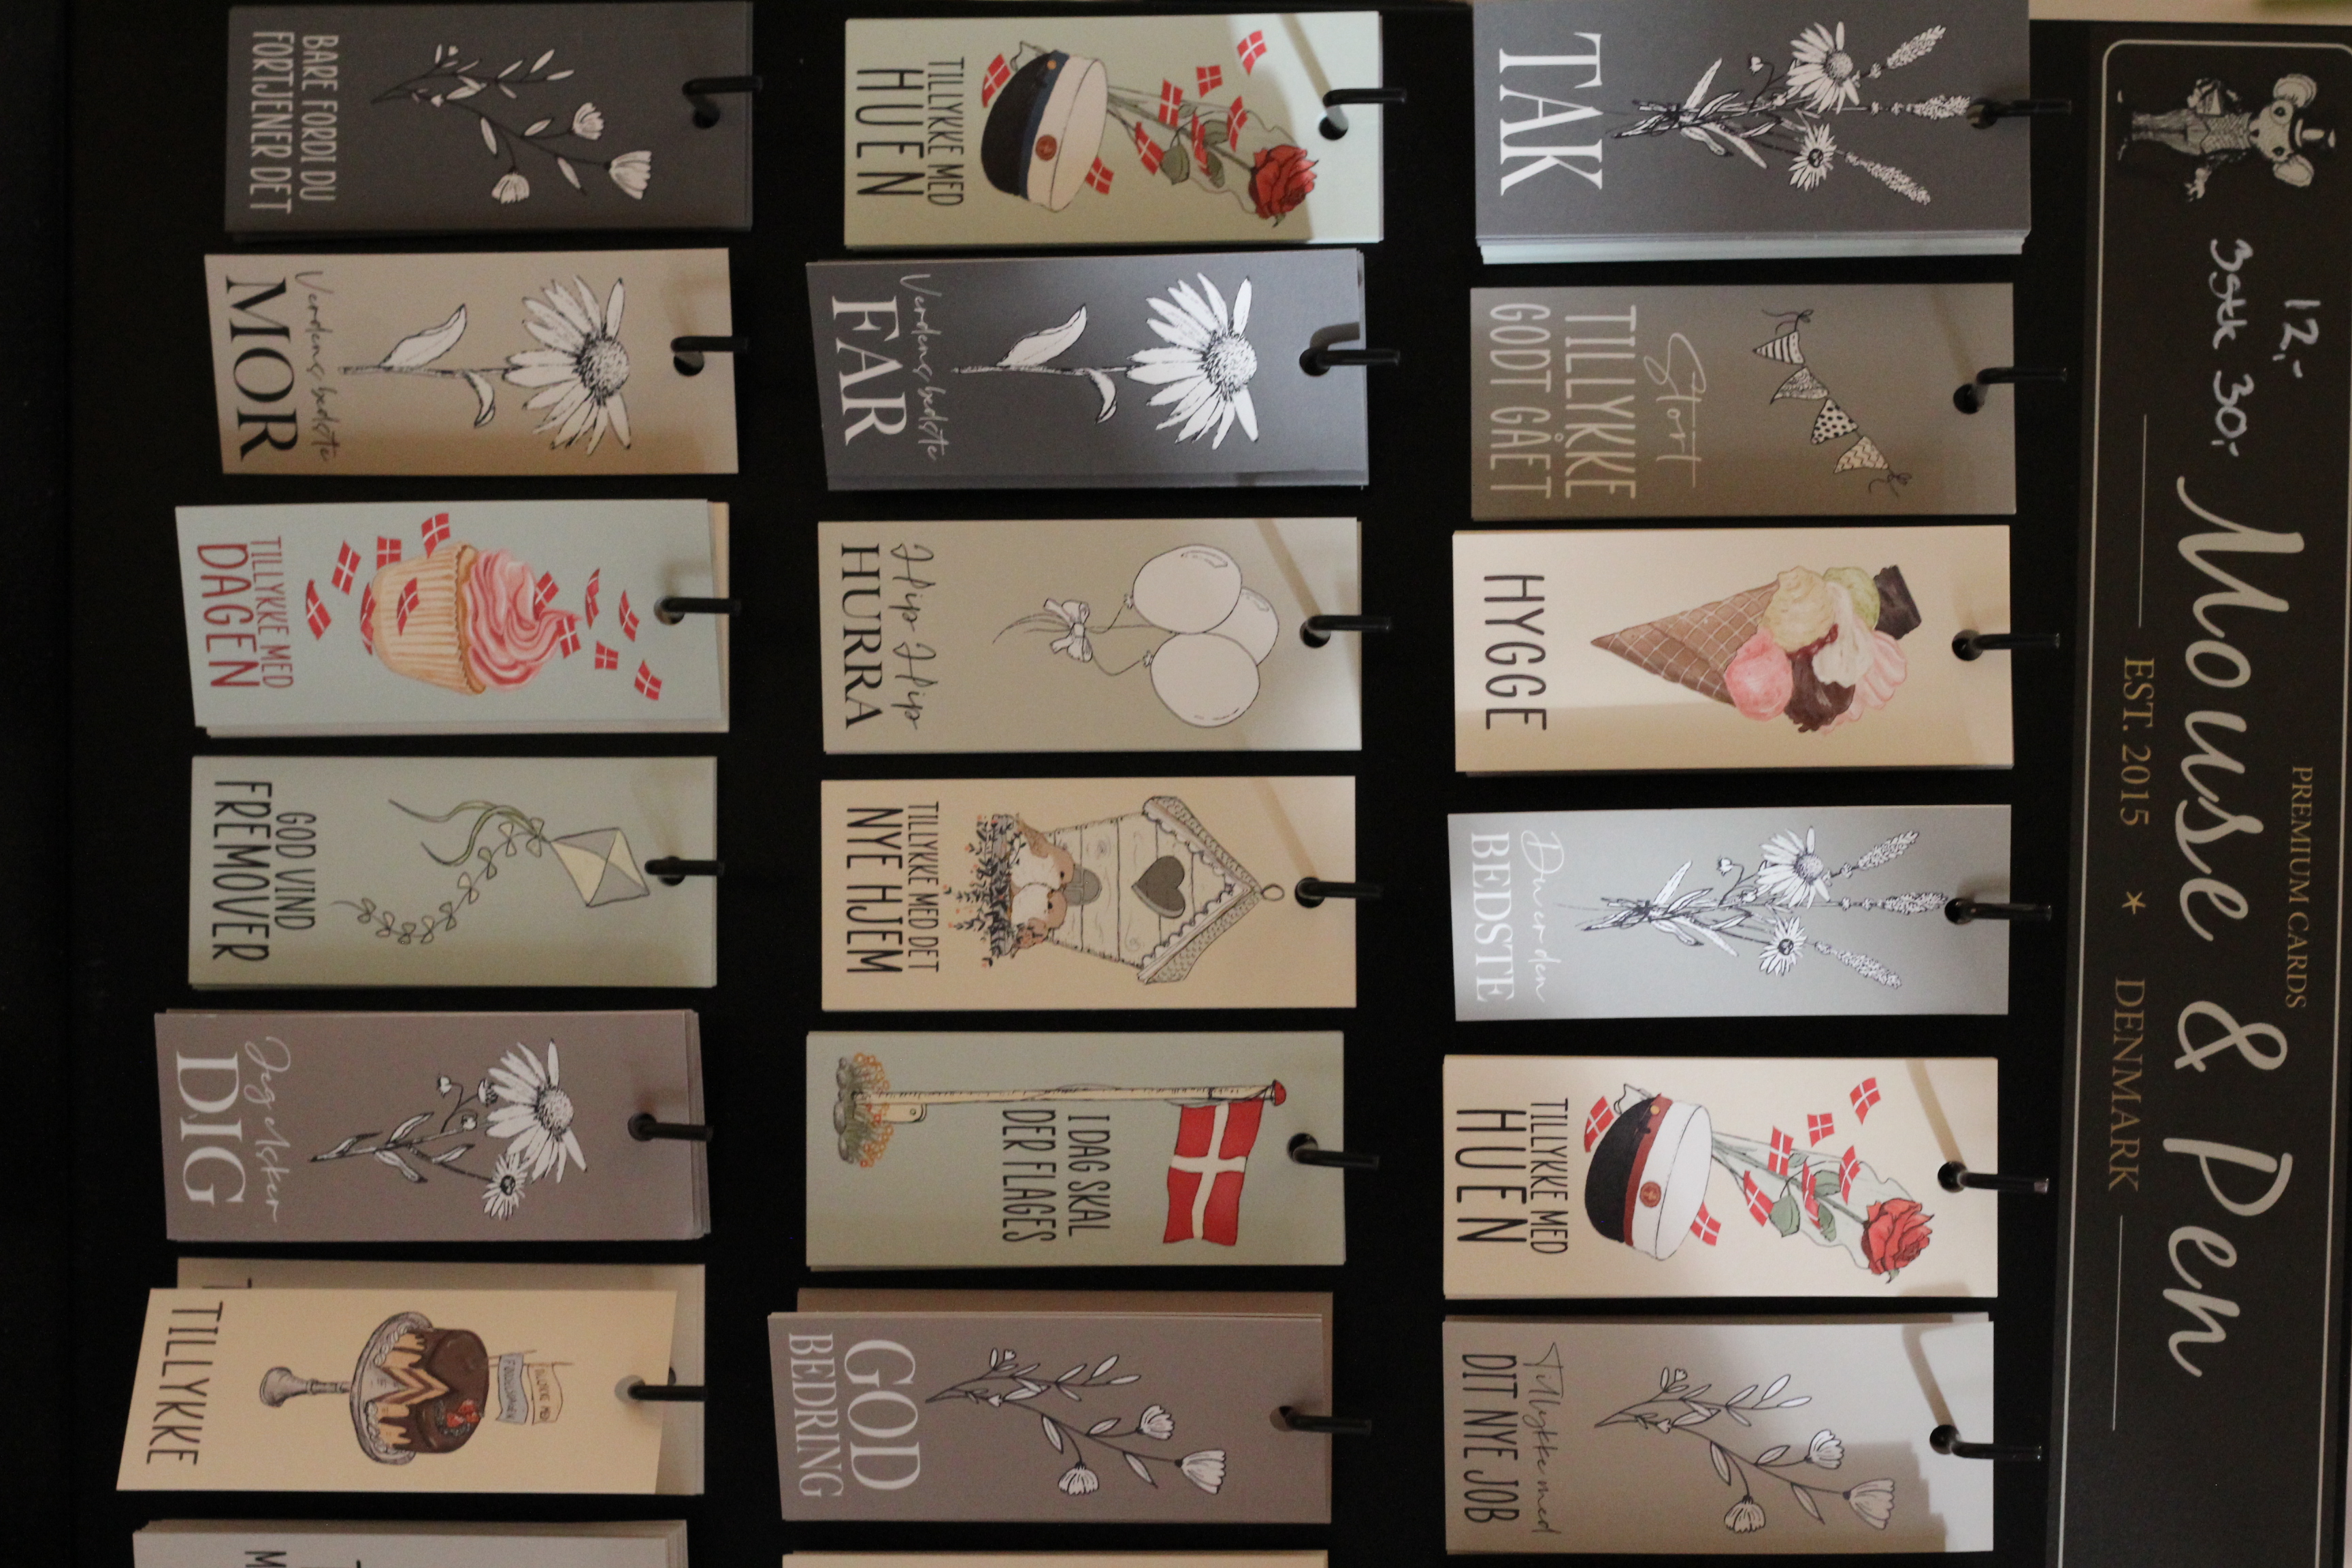 12,-
3stk 30,-
PREMIUM CARDS
Mouse & Pen
EST. 2015 * DENMARK
TAK
Stort
TILLYKKE
GODT GÅET
HYGGE
Du er den
BEDSTE
TILLYKKE MED
HUEN
Tillykke med
DIT NYE JOB
TILLYKKE MED
HUEN
Verdens bedste
FAR
Hip Hip
HURRA
TILLYKKE MED DET
NYE HJEM
I DAG SKAL
DER FLAGES
GOD
BEDRING
BARE FORDI DU
FORTJENER DET
Verdens bedste
MOR
TILLYKKE MED
DAGEN
GOD VIND
FREMOVER
Jeg elsker
DIG
TILLYKKE MED
FØDSELSDAGEN
TILLYKKE